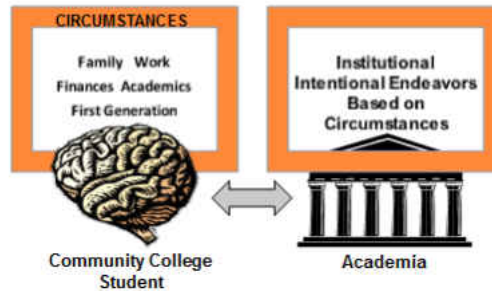 CIRCUMSTANCES
Family Work
Finances Academics
First Generation
Community College
Student
Institutional
Intentional Endeavors
Based on
Circumstances
Academia